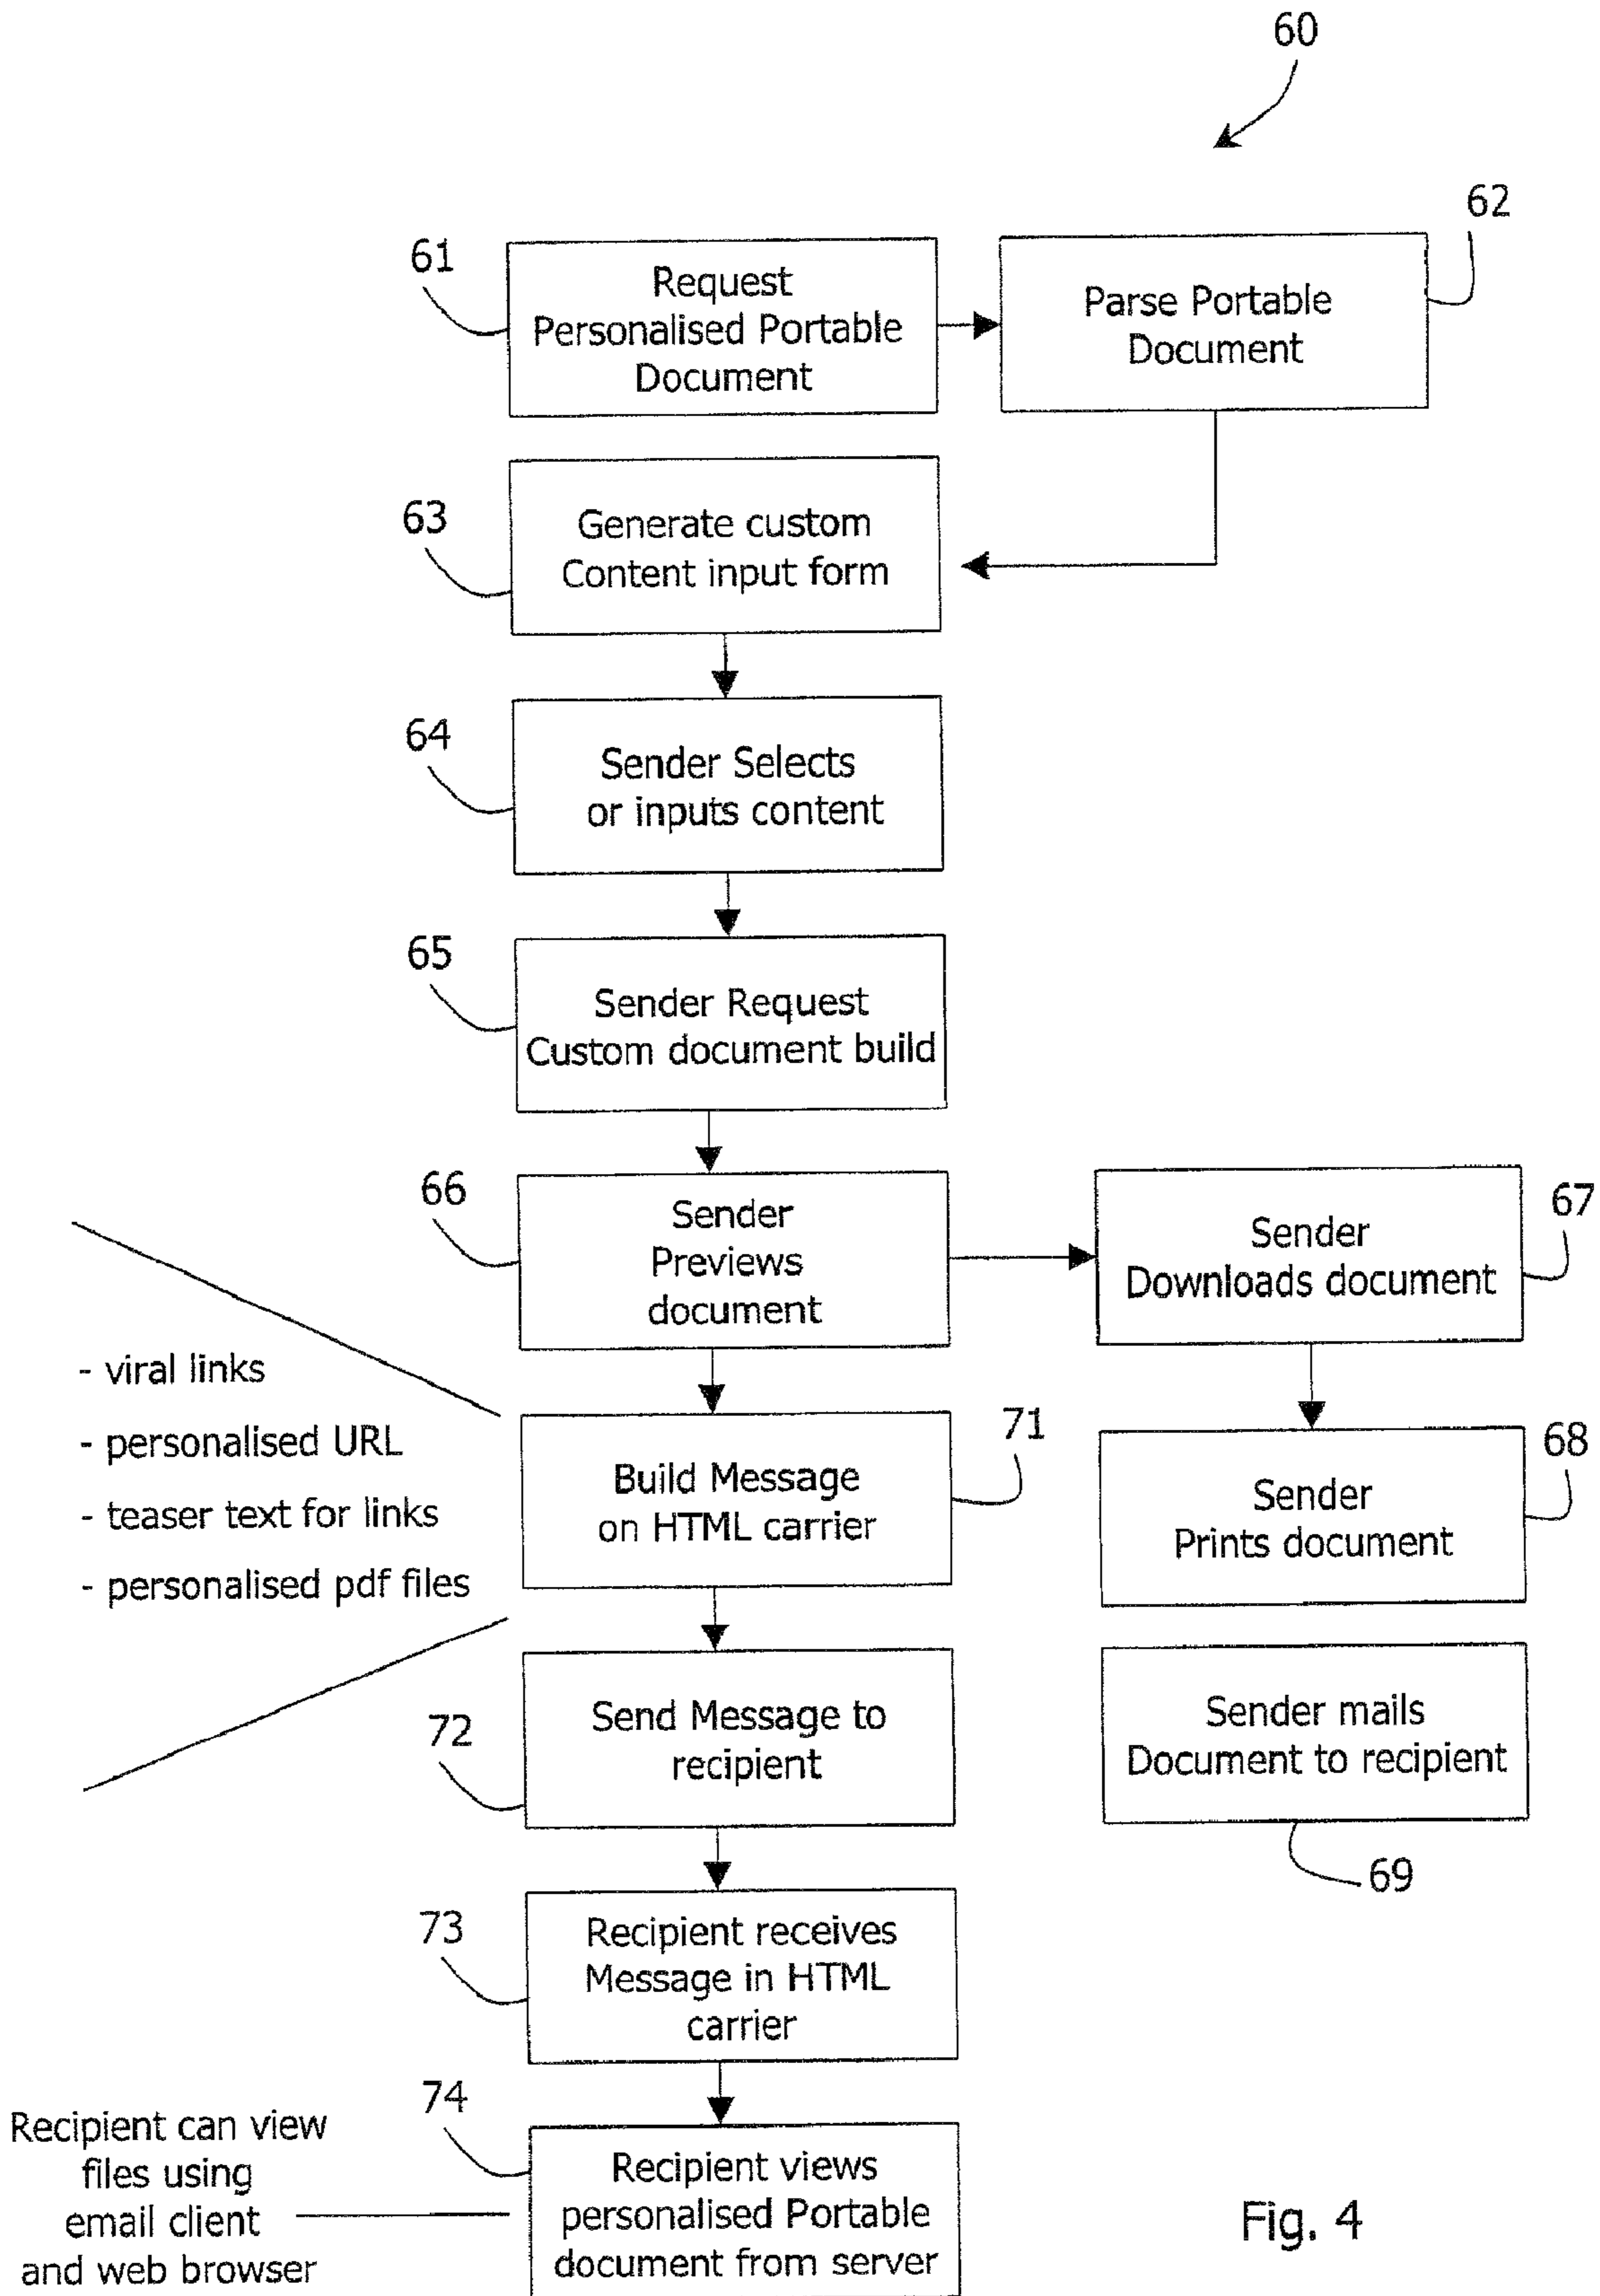 60
61
Request
Personalised Portable
Document
62
Parse Portable
Document
63
Generate custom
Content input form
64
Sender Selects
or inputs content
65
Sender Request
Custom document build
66
Sender
Previews
document
67
Sender
Downloads document
- viral links
- personalised URL
- teaser text for links
- personalised pdf files
71
Build Message
on HTML carrier
68
Sender
Prints document
72
Send Message to
recipient
Sender mails
Document to recipient
69
73
Recipient receives
Message in HTML
carrier
74
Recipient views
personalised Portable
document from server
Recipient can view
files using
email client
and web browser
Fig. 4